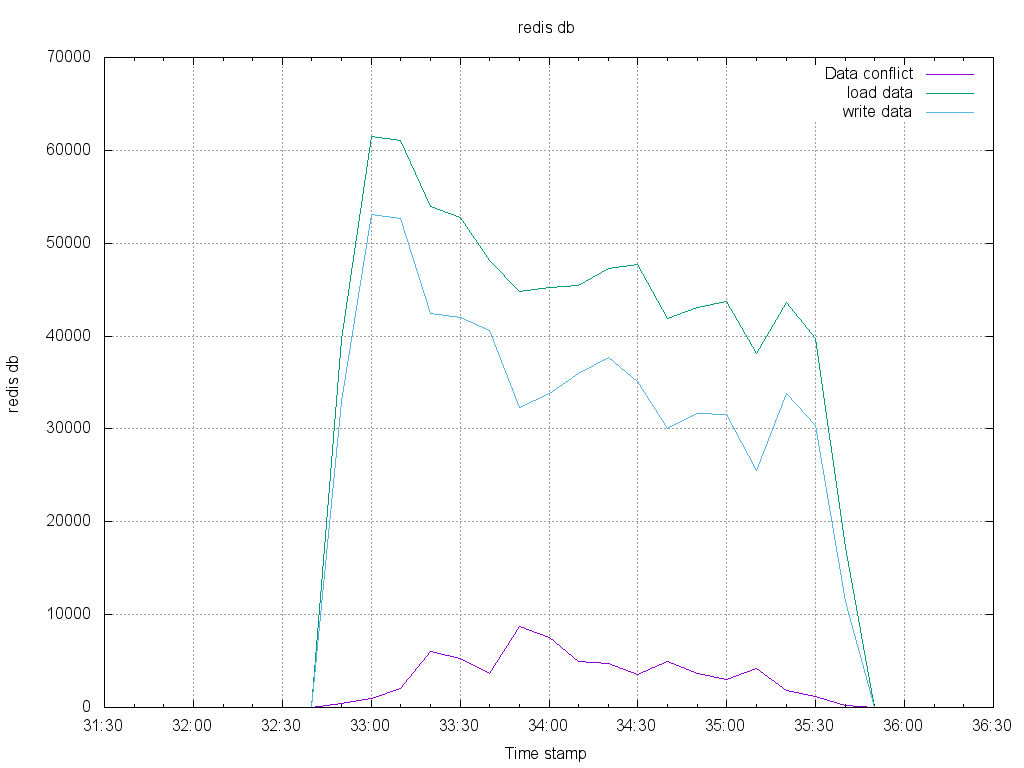 redis db
70000
60000
50000
40000
30000
20000
10000
0
redis db
Data conflict
load data
write data
31:30 32:00 32:30 33:00 33:30 34:00 34:30 35:00 35:30 36:00 36:30
Time stamp